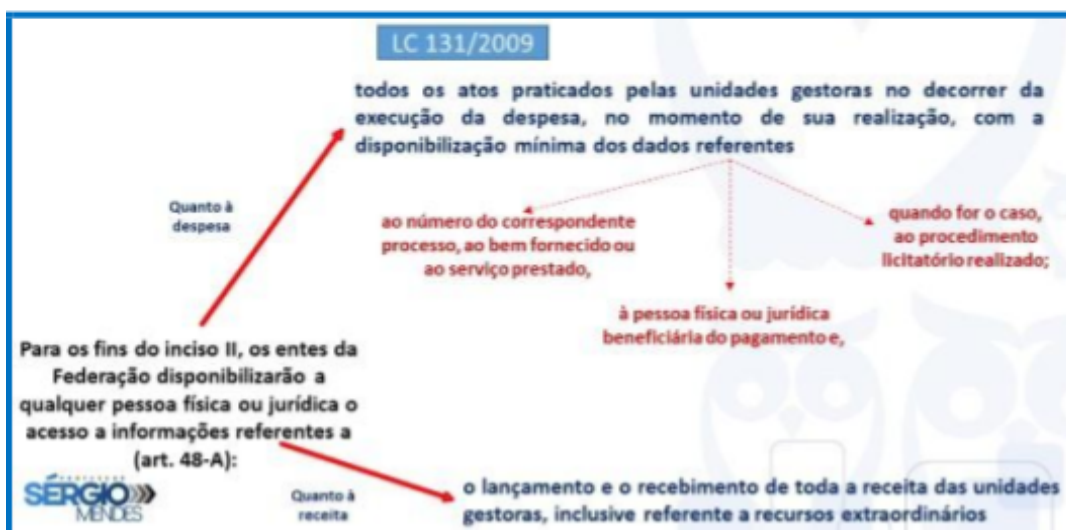 LC 131/2009
todos os atos praticados pelas unidades gestoras no decorrer da
execução da despesa, no momento de sua realização, com a
disponibilização mínima dos dados referentes
Quanto à
despesa
ao número do correspondente
processo, ao bem fornecido ou
ao serviço prestado,
quando for o caso,
ao procedimento
licitatório realizado;
à pessoa física ou jurídica
beneficiária do pagamento e,
Para os fins do inciso II, os entes da
Federação disponibilizarão a
qualquer pessoa física ou jurídica o
acesso a informações referentes a
(art. 48-A):
PROFESSOR
SÉRGIO
MENDES
Quanto à
receita
o lançamento e o recebimento de toda a receita das unidades
gestoras, inclusive referente a recursos extraordinários